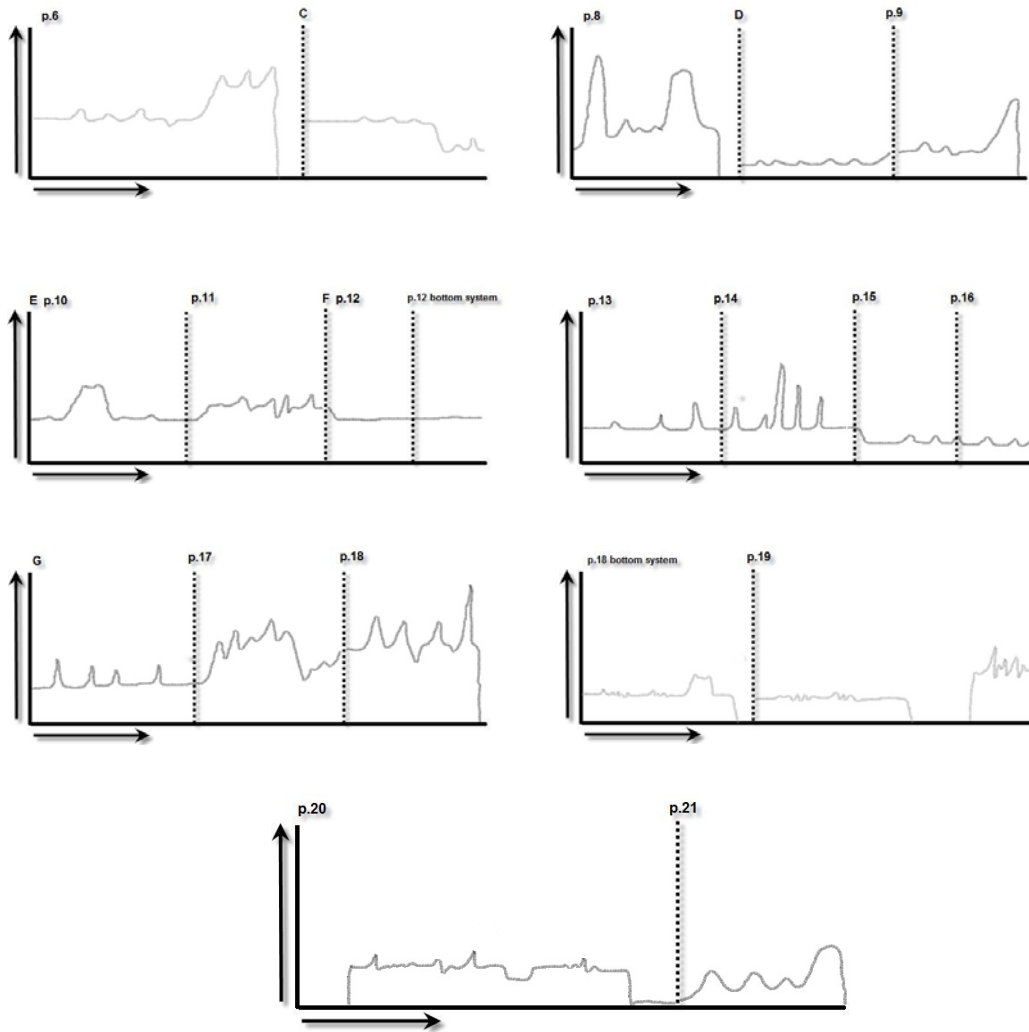 p.6 C
p.8 D p.9
E p.10 p.11 F p.12 p.12 bottom system
p.13 p.14 p.15 p.16
G p.17 p.18
p.18 bottom system p.19
p.20 p.21